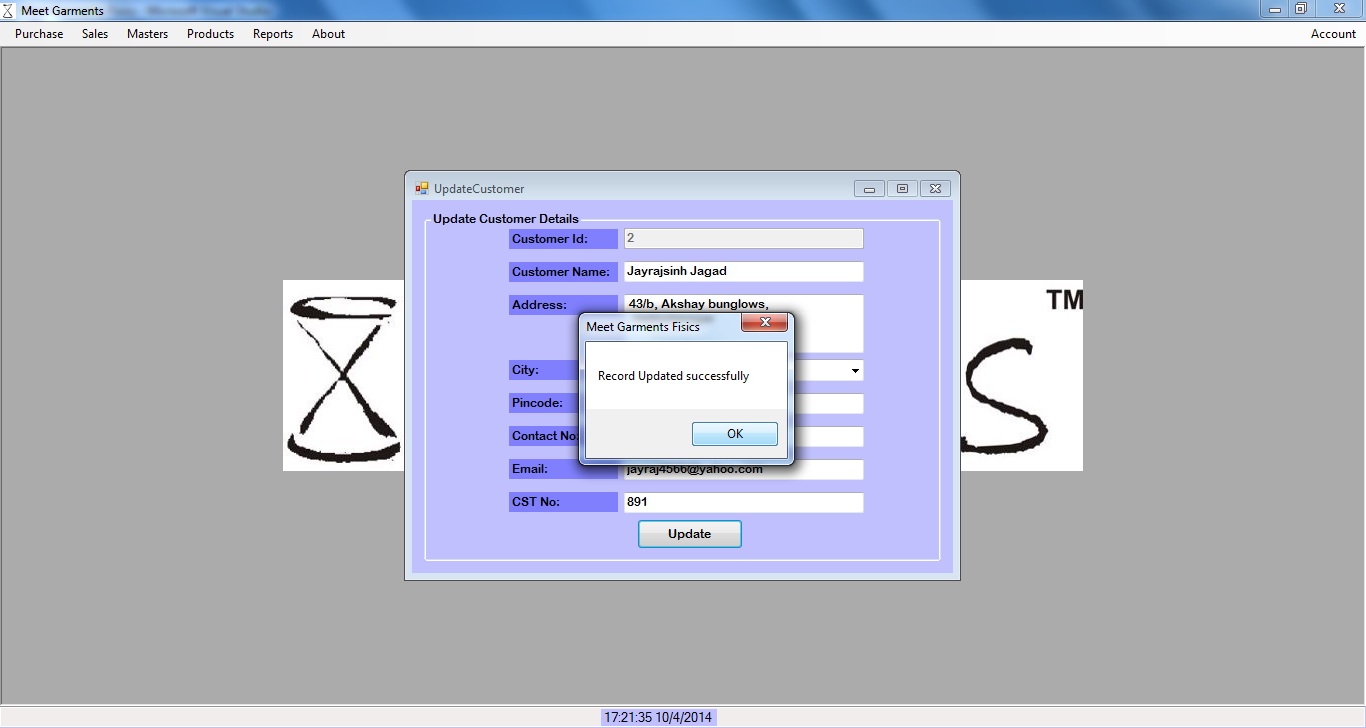 Meet Garments
Purchase Sales Masters Products Reports About Account
TM
S
UpdateCustomer
Update Customer Details
Customer Id: 2
Customer Name: Jayrajsinh Jagad
Address: 43/b, Akshay bunglows,
Meet Garments Fisics
Record Updated successfully
OK
City:
Pincode:
Contact No:
Email: jayraj4566@yahoo.com
CST No: 891
Update
17:21:35 10/4/2014